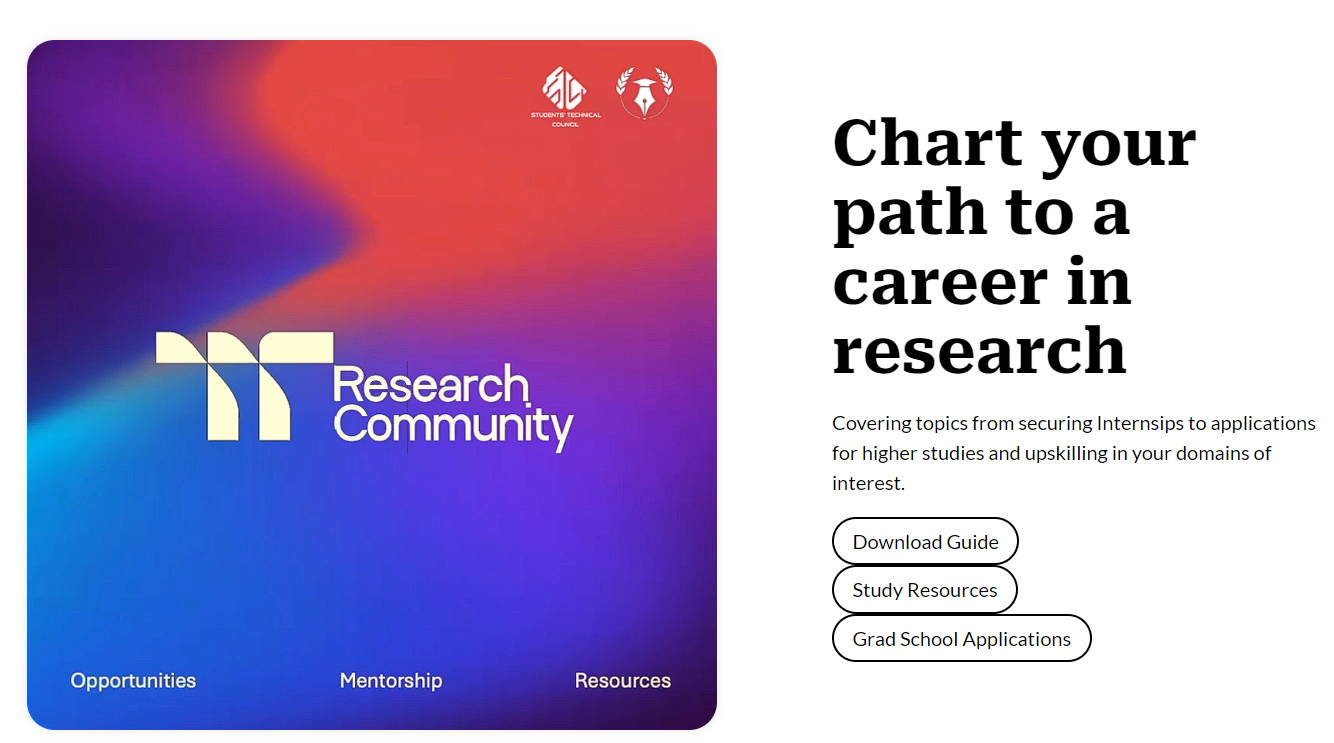 STUDENTS' TECHNICAL
COUNCIL
Research
Community
Opportunities
Mentorship
Resources
Chart your
path to a
career in
research
Covering topics from securing Internsips to applications
for higher studies and upskilling in your domains of
interest.
Download Guide
Study Resources
Grad School Applications